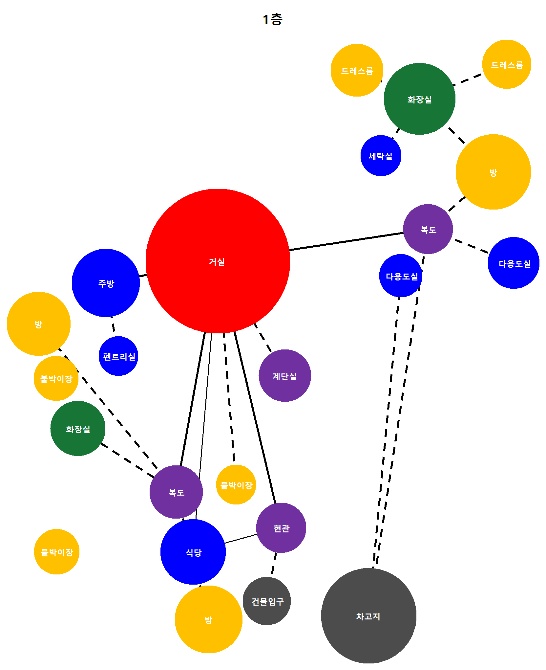 1층
드레스룸
드레스룸
화장실
세탁실
방
복도
거실
다용도실
다용도실
주방
방
펜트리실
붙박이장
계단실
화장실
복도
붙박이장
현관
식당
붙박이장
건물입구
방
차고지